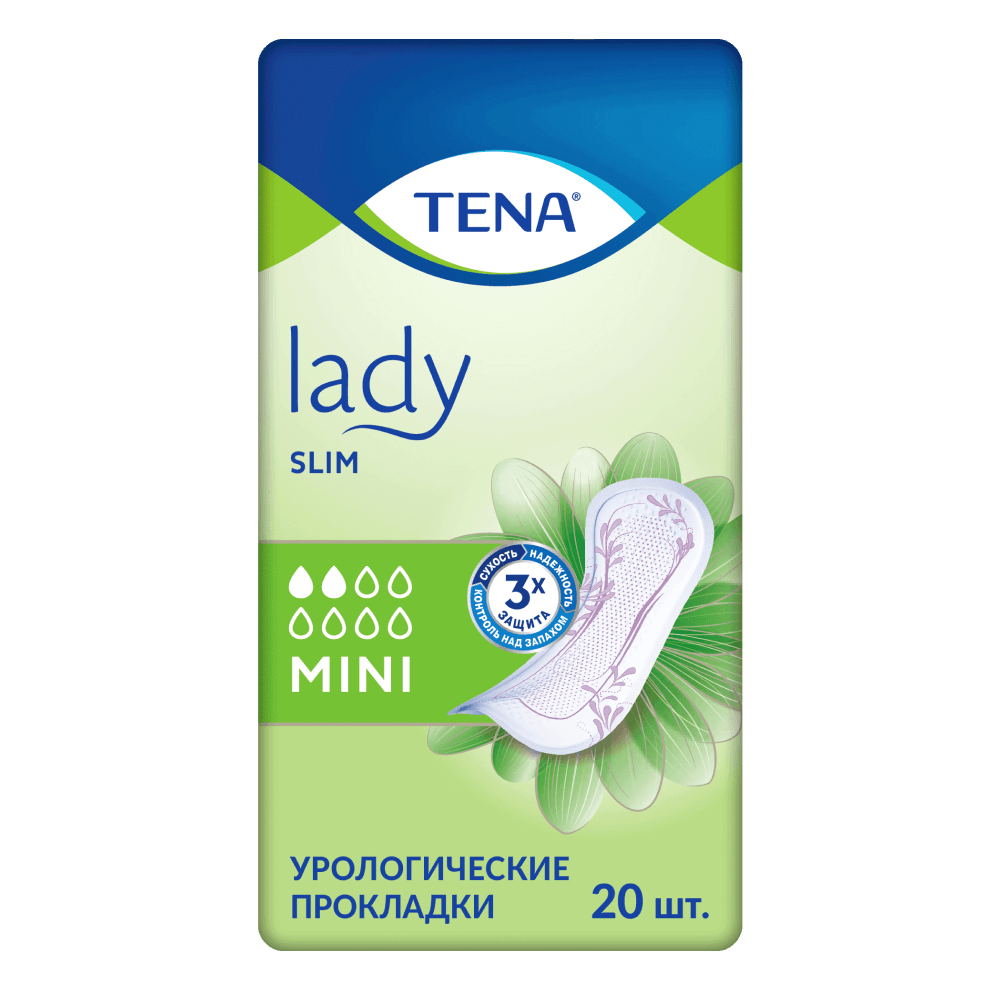 TENA®
lady
SLIM
СУХОСТЬ
НАДЕЖНОСТЬ
КОНТРОЛЬ НАД ЗАПАХОМ
3X
ЗАЩИТА
MINI
УРОЛОГИЧЕСКИЕ
ПРОКЛАДКИ
20 шт.